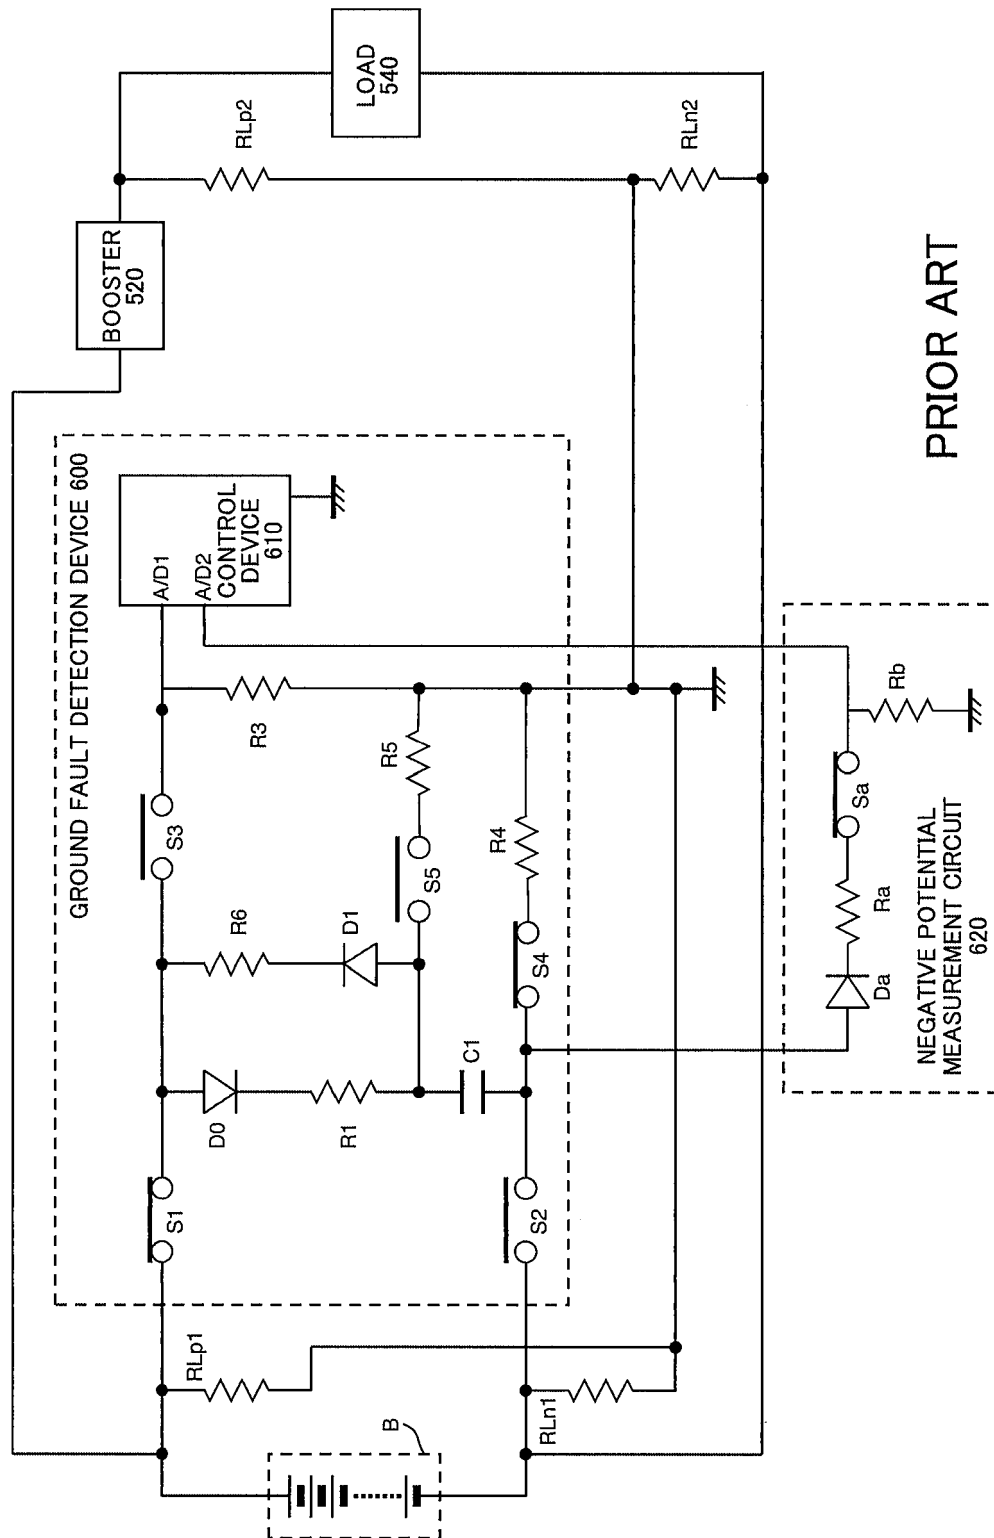 LOAD
540
RLp2
RLn2
BOOSTER
520
PRIOR ART
GROUND FAULT DETECTION DEVICE 600
A/D1
A/D2
CONTROL
DEVICE
610
R3
S3
R5
S5
R4
S4
R6
D1
D0
R1
C1
S1
S2
Rb
Sa
Ra
Da
NEGATIVE POTENTIAL
MEASUREMENT CIRCUIT
620
RLp1
RLn1
B